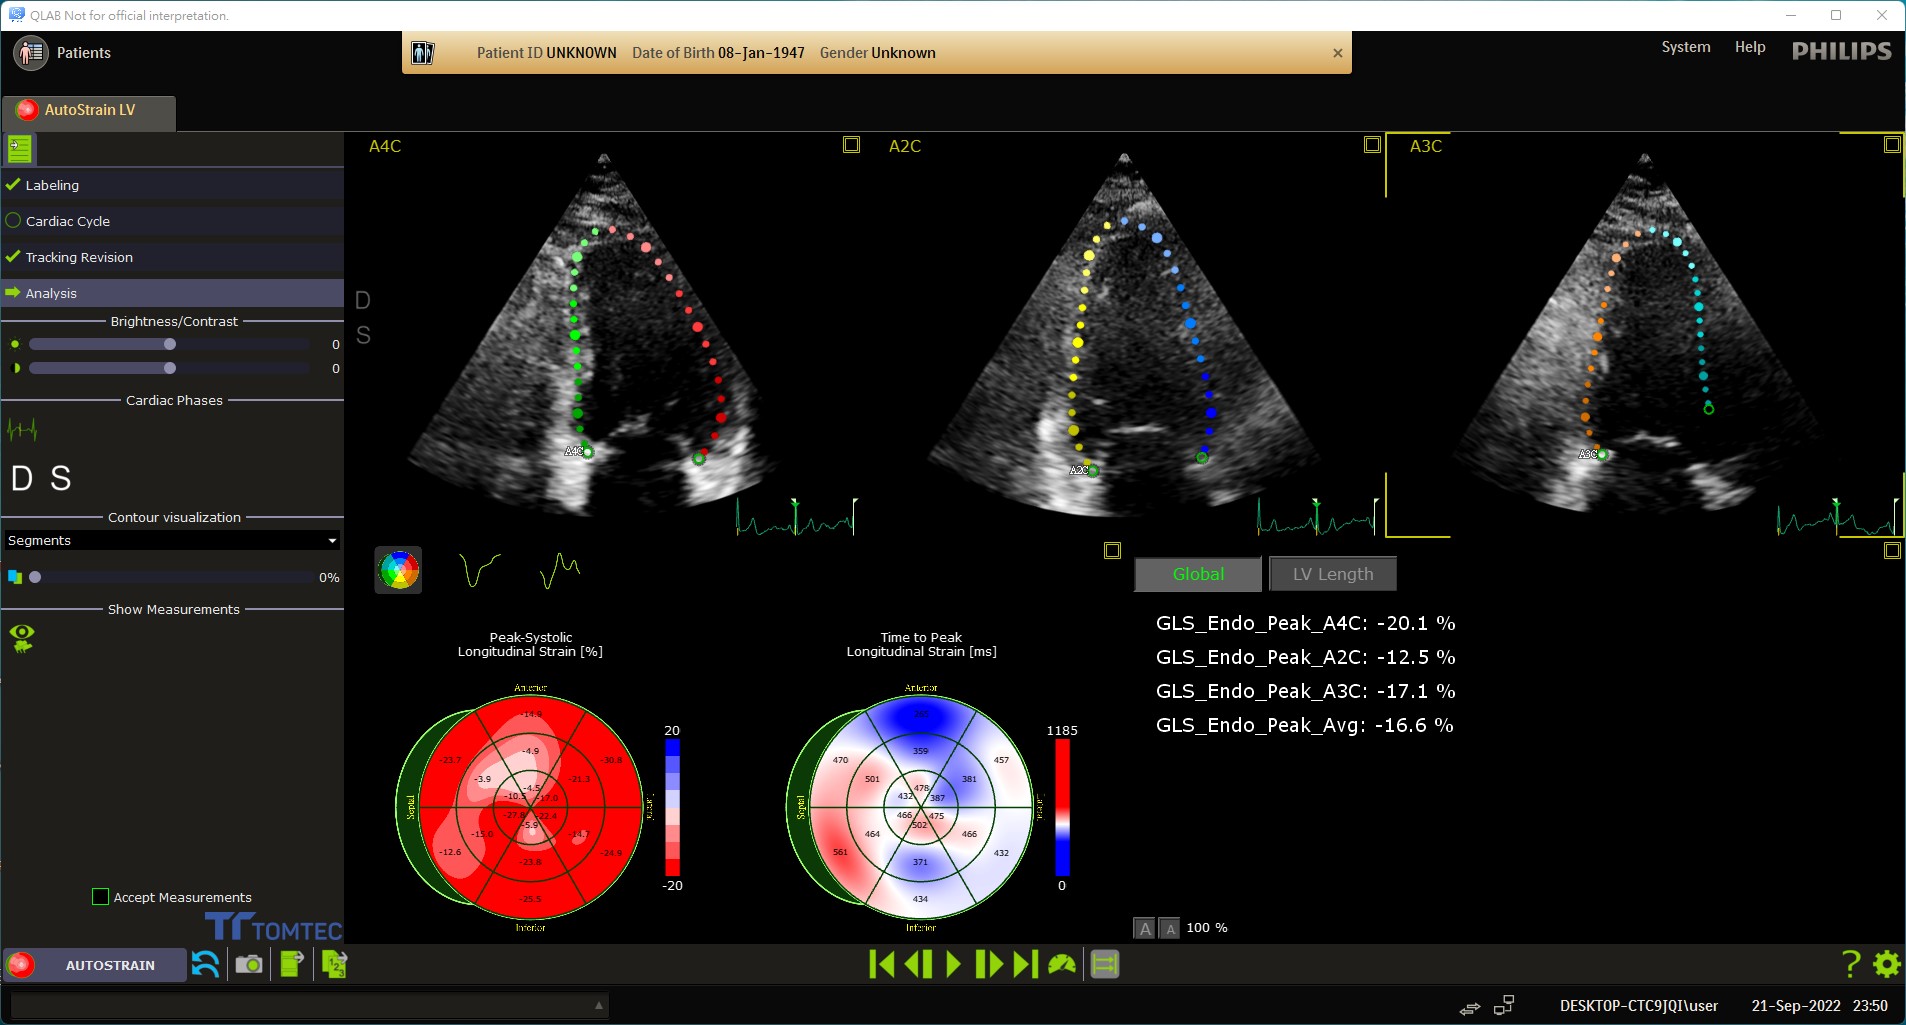 QLAB Not for official interpretation.
Patients
Patient ID UNKNOWN Date of Birth 08-Jan-1947 Gender Unknown ×
System Help PHILIPS
AutoStrain LV
Labeling
Cardiac Cycle
Tracking Revision
Analysis
Brightness/Contrast
0
0
Cardiac Phases
D S
Contour visualization
Segments
0%
Show Measurements
Accept Measurements
TOMTEC
A4C
A2C
A3C
D
S
A4C
A2C
A3C
Peak-Systolic
Longitudinal Strain [%]
Anterior
-14.9
-23.7 -4.9 -30.8
-3.9 -21.3
-4.5
-10.5 -17.0
Septal
-27.8 -22.4
-5.9
-15.0 -14.7
-12.6 -23.8 -24.9
-25.5
Inferior
20
-20
Time to Peak
Longitudinal Strain [ms]
Anterior
359
470 457
501 381
478
432 387
Septal
466 475
502
464 466
561 371 432
434
Inferior
1185
0
Global LV Length
GLS_Endo_Peak_A4C: -20.1 %
GLS_Endo_Peak_A2C: -12.5 %
GLS_Endo_Peak_A3C: -17.1 %
GLS_Endo_Peak_Avg: -16.6 %
A A 100 %
AUTOSTRAIN
123
?
DESKTOP-CTC9JQI\user 21-Sep-2022 23:50